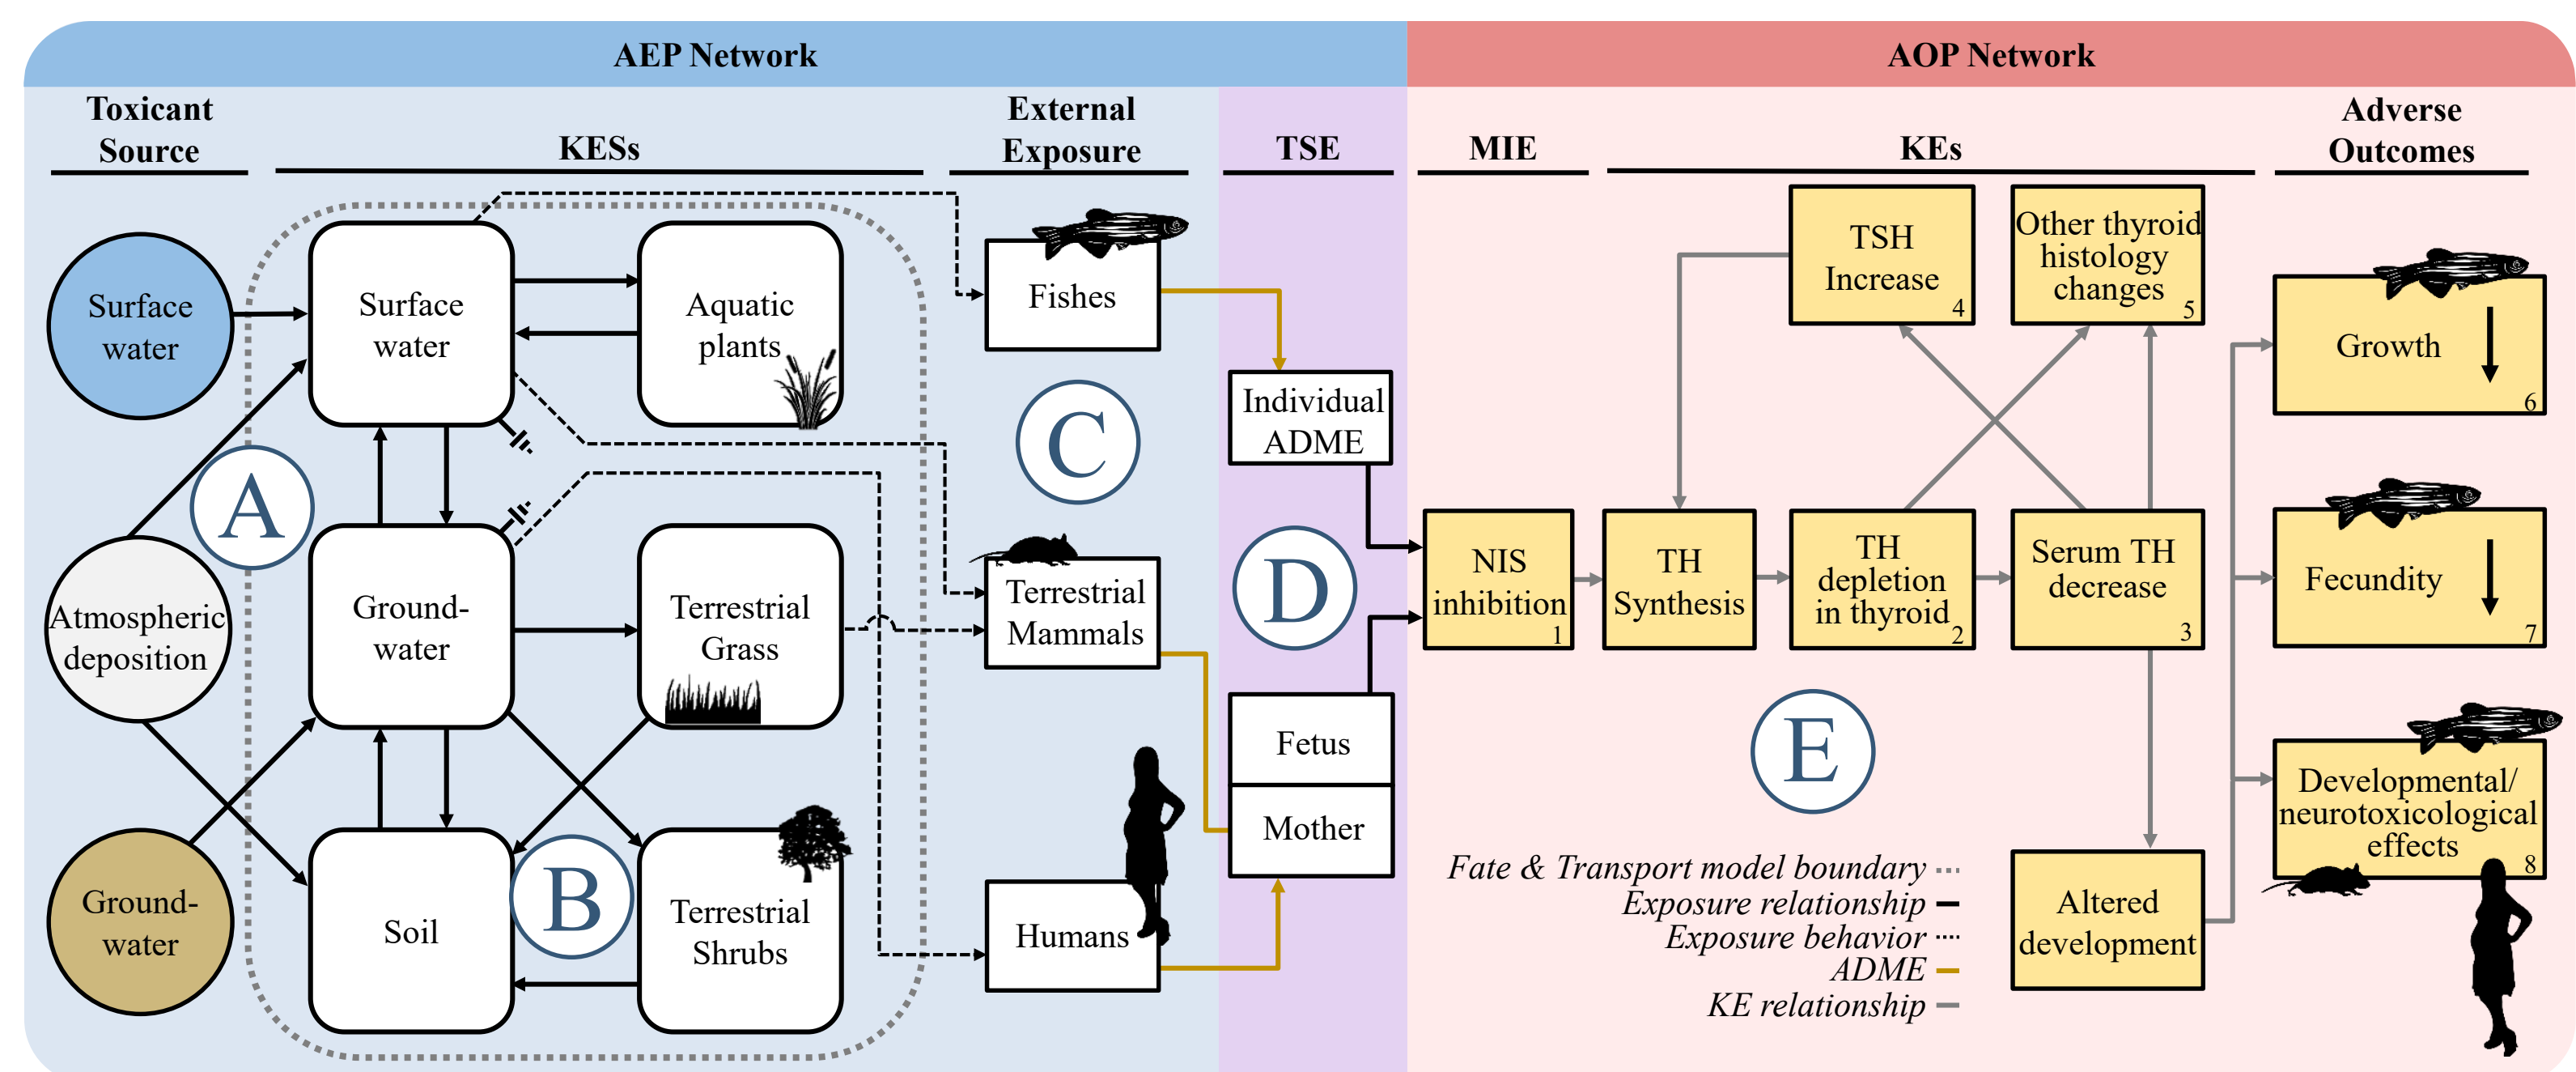 AEP Network
AOP Network
Toxicant
Source
KESs
External
Exposure
TSE
MIE
KEs
Adverse
Outcomes
Surface
water
Atmospheric
deposition
Ground-
water
A
Surface
water
Aquatic
plants
Ground-
water
Terrestrial
Grass
Soil
B
Terrestrial
Shrubs
Fishes
C
Terrestrial
Mammals
Humans
Individual
ADME
D
Fetus
Mother
NIS
inhibition
1
TH
Synthesis
TH
depletion
in thyroid
2
Serum TH
decrease
3
TSH
Increase
4
Other thyroid
histology
changes
5
E
Altered
development
Growth
6
Fecundity
7
Developmental/
neurotoxicological
effects
8
Fate & Transport model boundary
Exposure relationship
Exposure behavior
ADME
KE relationship